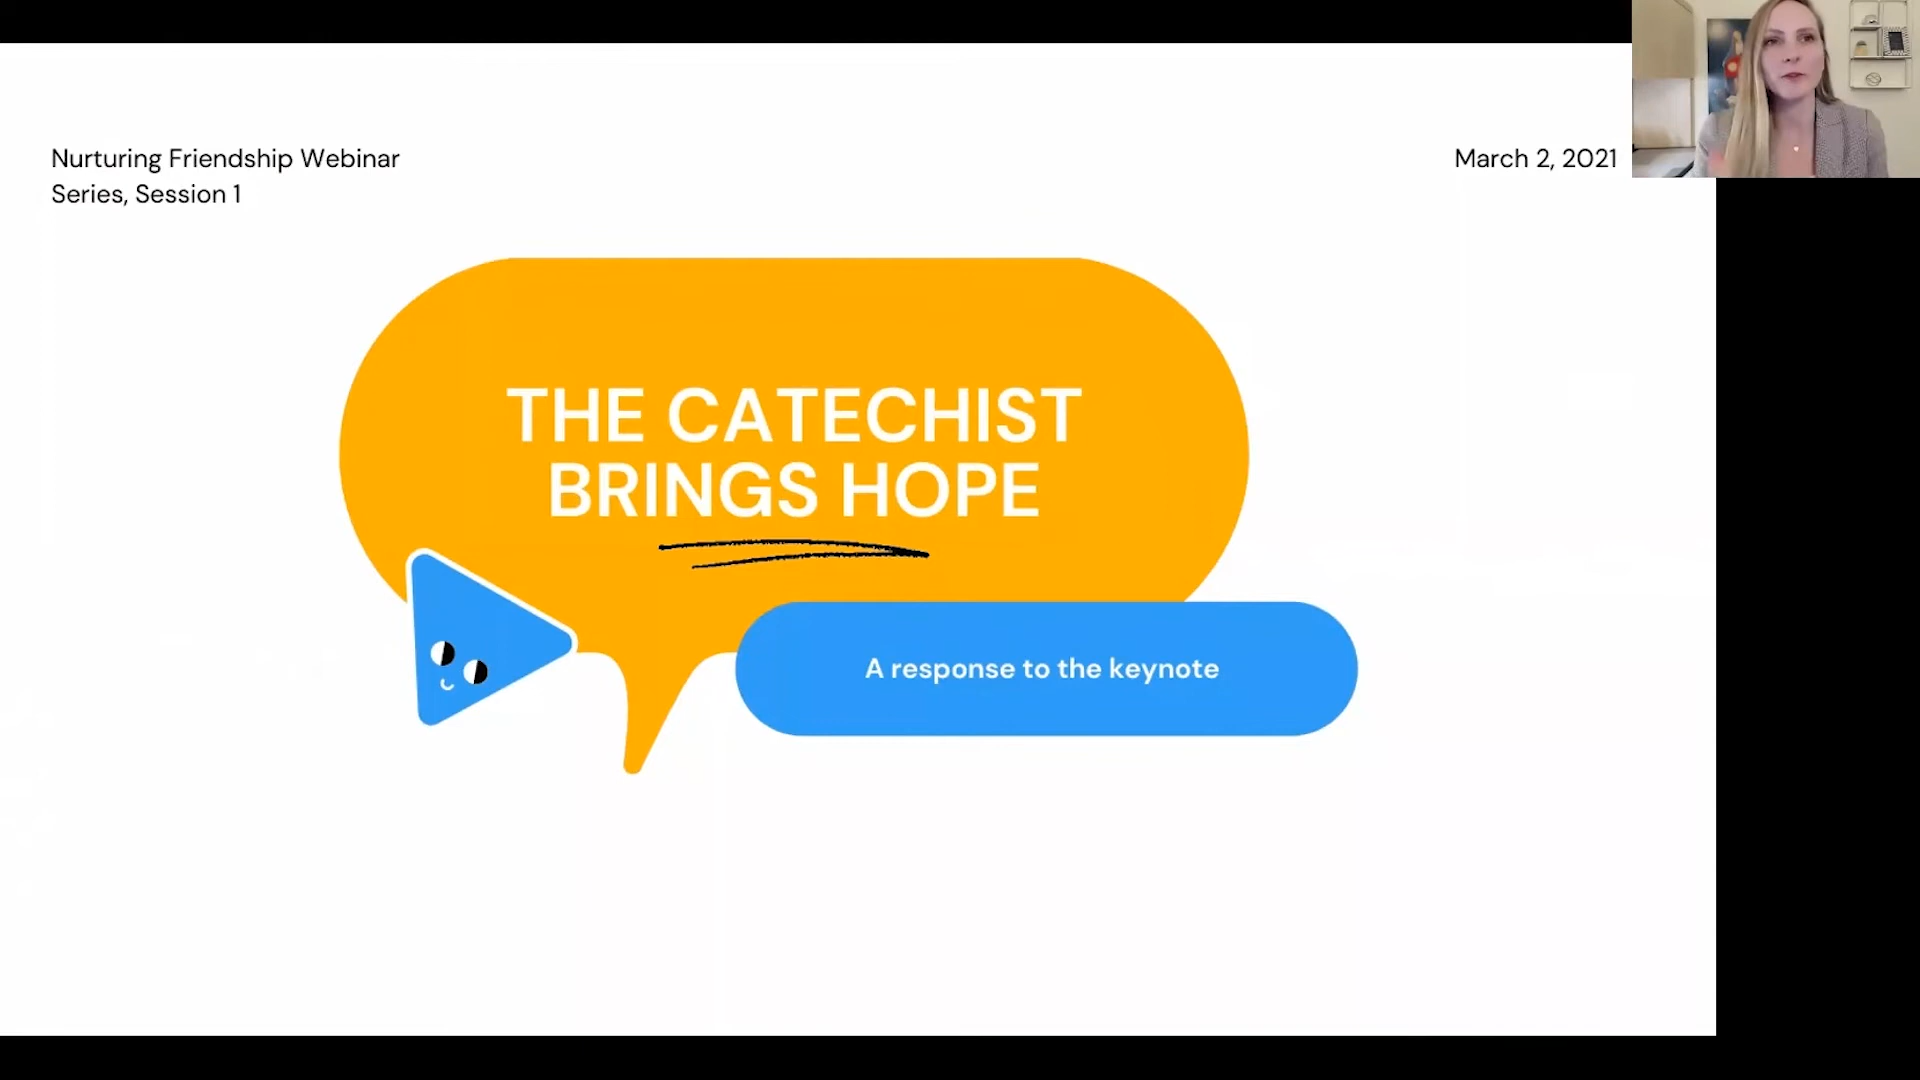 Nurturing Friendship Webinar
Series, Session 1
March 2, 2021
THE CATECHIST
BRINGS HOPE
A response to the keynote